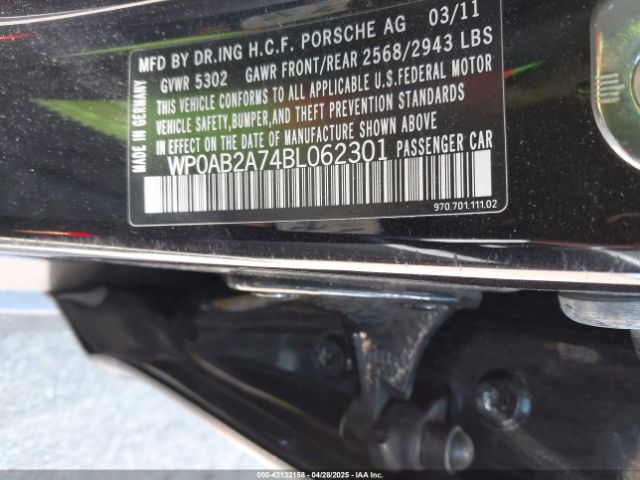 MFD BY DR.ING H.C.F. PORSCHE AG 03/11
GVWR 5302 GAWR FRONT/REAR 2568/2943 LBS
THIS VEHICLE CONFORMS TO ALL APPLICABLE U.S.FEDERAL MOTOR
VEHICLE SAFETY,BUMPER,AND THEFT PREVENTION STANDARDS
IN EFFECT ON THE DATE OF MANUFACTURE SHOWN ABOVE
WP0AB2A74BL062301 PASSENGER CAR
MADE IN GERMANY
970.701.111.02
000-42132158 - 04/28/2025 - IAAI.COM